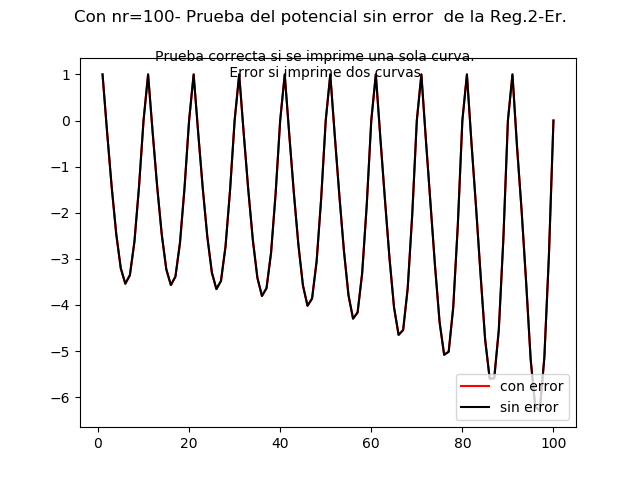 Con nr=100- Prueba del potencial sin error  de la Reg.2-Er.
Prueba correcta si se imprime una sola curva.
Error si imprime dos curvas
1
0
−1
−2
−3
−4
−5
−6
0
20
40
60
80
100
con error
sin error